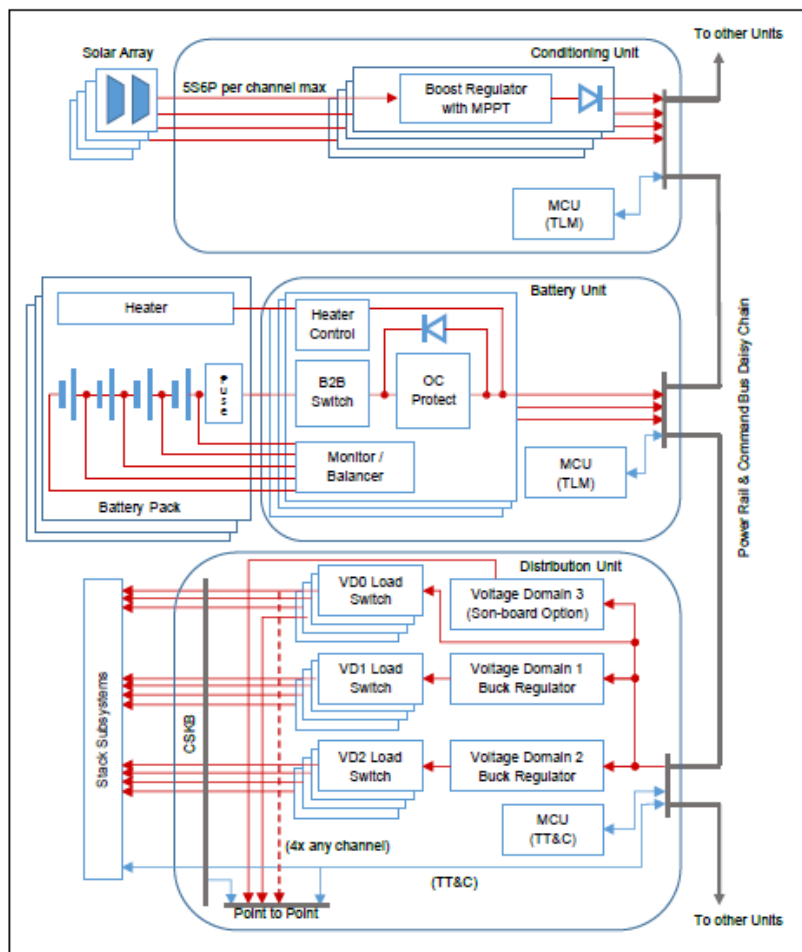 Solar Array
Conditioning Unit
To other Units
5S6P per channel max
Boost Regulator
with MPPT
MCU
(TLM)
Battery Unit
Heater
Heater
Control
B2B
Switch
OC
Protect
Monitor /
Balancer
MCU
(TLM)
Battery Pack
Power Rail & Command Bus Daisy Chain
Distribution Unit
VD0 Load
Switch
Voltage Domain 3
(Son-board Option)
VD1 Load
Switch
Voltage Domain 1
Buck Regulator
Stack Subsystems
CSKB
VD2 Load
Switch
Voltage Domain 2
Buck Regulator
MCU
(TT&C)
(4x any channel)
(TT&C)
Point to Point
To other Units